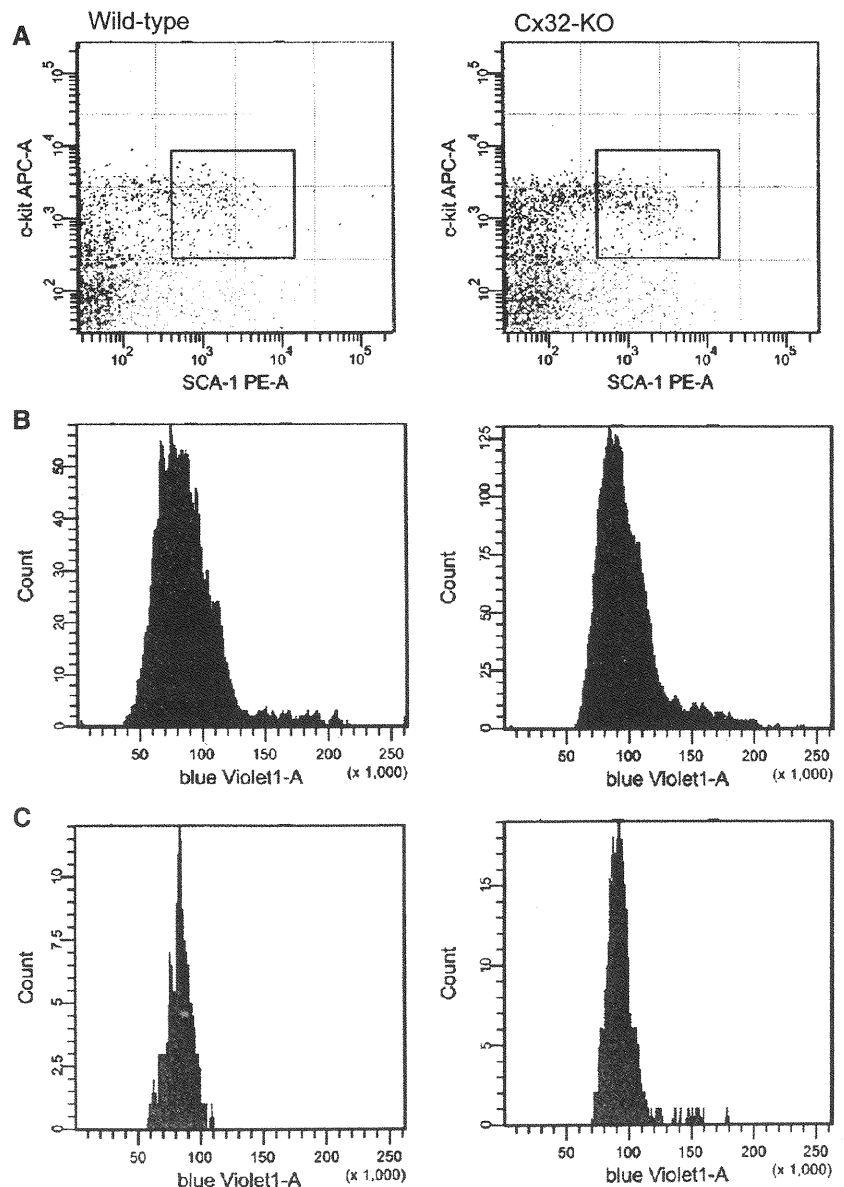 Wild-type
Cx32-KO
A
c-kit APC-A
10^5
10^4
10^3
10^2
10^2 10^3 10^4 10^5
SCA-1 PE-A
c-kit APC-A
10^5
10^4
10^3
10^2
10^2 10^3 10^4 10^5
SCA-1 PE-A
B
Count
50
40
30
20
10
0
50 100 150 200 250
blue Violet1-A (x 1,000)
Count
125
100
75
50
25
0
50 100 150 200 250
blue Violet1-A (x 1,000)
C
Count
10
7.5
5
2.5
0
50 100 150 200 250
blue Violet1-A (x 1,000)
Count
15
10
5
0
50 100 150 200 250
blue Violet1-A (x 1,000)